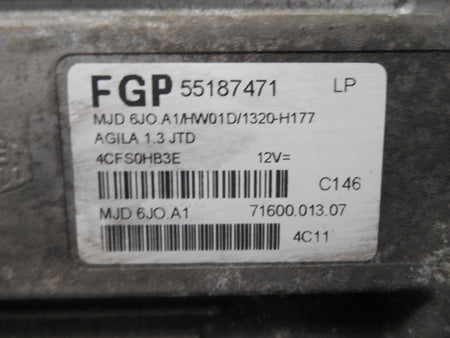 FGP 55187471 LP
MJD 6JO.A1/HW01D/1320-H177
AGILA 1.3 JTD
4CFS0HB3E 12V=
C146
MJD 6JO.A1 71600.013.07
4C11